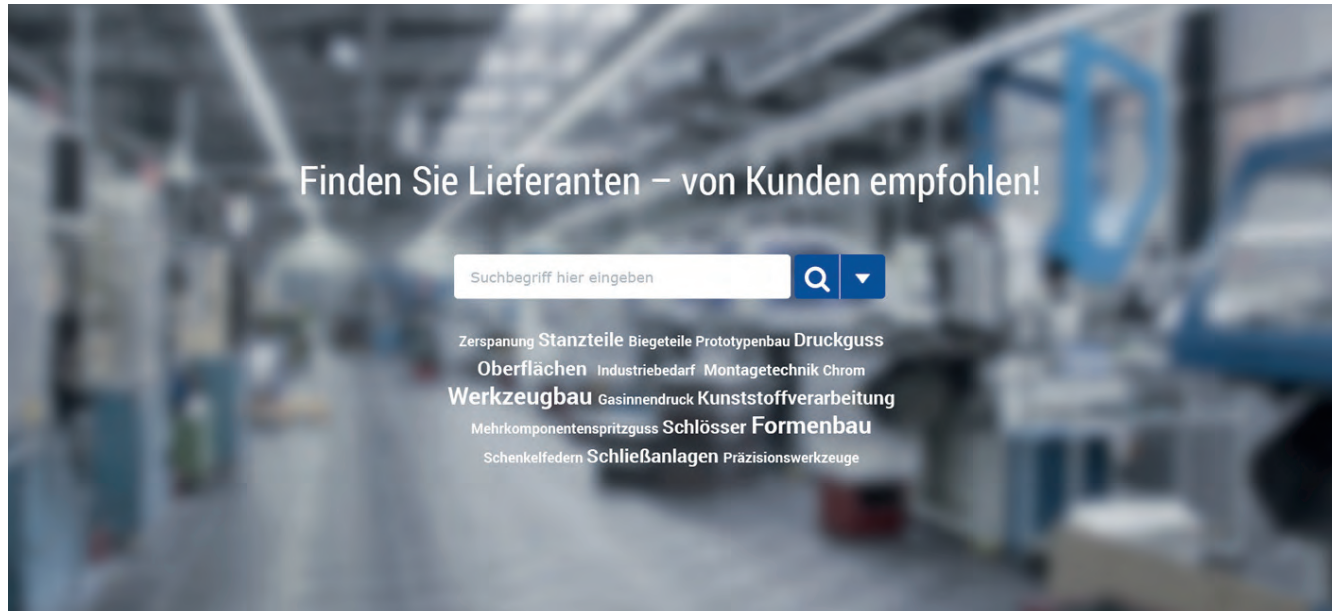 Finden Sie Lieferanten – von Kunden empfohlen!
Suchbegriff hier eingeben
Zerspanung Stanzteile Biegeteile Prototypenbau Druckguss
Oberflächen Industriebedarf Montagetechnik Chrom
Werkzeugbau Gasinnendruck Kunststoffverarbeitung
Mehrkomponentenspritzguss Schlösser Formenbau
Schenkelfedern Schließanlagen Präzisionswerkzeuge